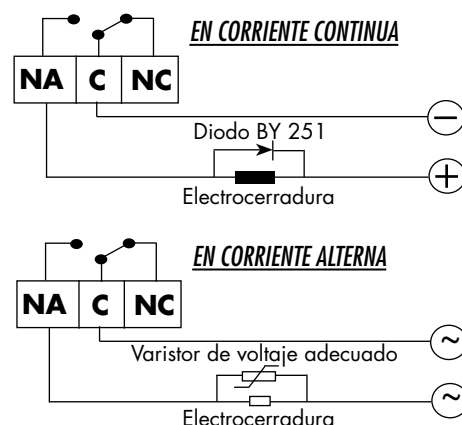 EN CORRIENTE CONTINUA
NA C NC
−
Diodo BY 251
+
Electrocerradura
EN CORRIENTE ALTERNA
NA C NC
~
Varistor de voltaje adecuado
~
Electrocerradura